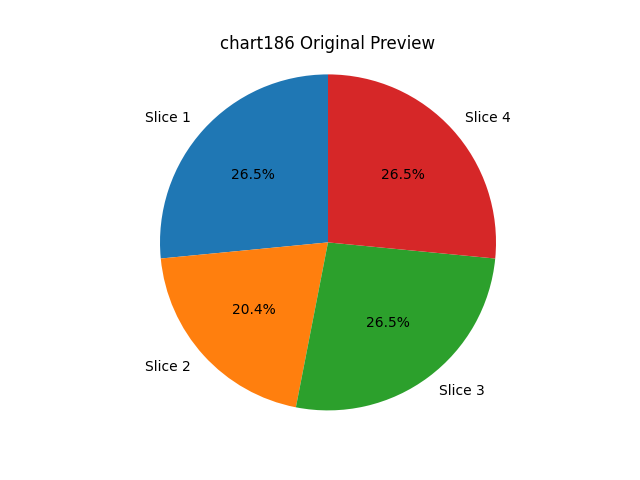 chart186 Original Preview
Slice 1
Slice 4
26.5%
26.5%
20.4%
26.5%
Slice 2
Slice 3